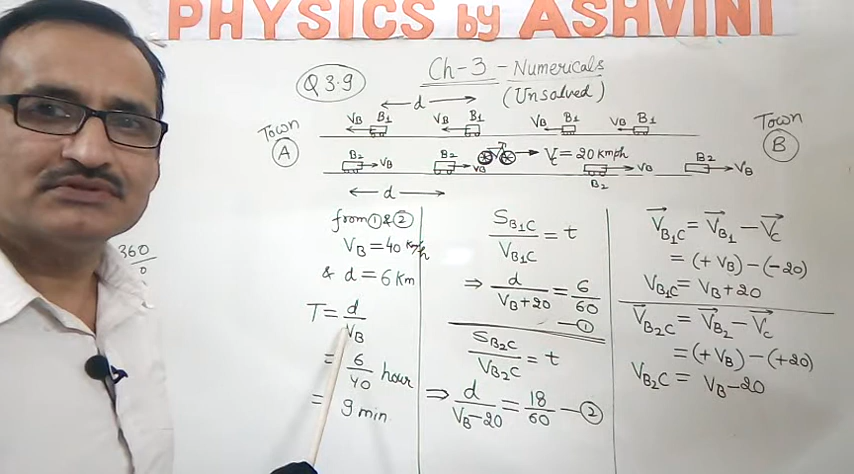 PHYSICS by ASHVINI
Q 3.9
Ch-3 - Numericals
(Unsolved)
← d →
Town
A
VB B1
VB B1
VB B1
VB B1
Town
B
B2 VB
B2 VB
Vc = 20 kmph
VB
B2
B2 VB
← d →
from ① & ②
VB = 40 km/h
& d = 6 Km
T = d/VB
= 6/40 hour
= 9 min
360
0
SB1C/VB1C = t
⇒ d/(VB+20) = 6/60 — ①
SB2C/VB2C = t
⇒ d/(VB-20) = 18/60 — ②
VB1C = VB1 - VC
= (+VB) - (-20)
VB1C = VB + 20
VB2C = VB2 - VC
= (+VB) - (+20)
VB2C = VB - 20